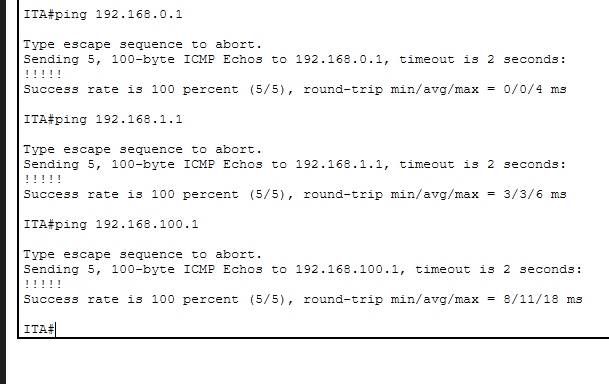 ITA#ping 192.168.0.1
Type escape sequence to abort.
Sending 5, 100-byte ICMP Echos to 192.168.0.1, timeout is 2 seconds:
!!!!!
Success rate is 100 percent (5/5), round-trip min/avg/max = 0/0/4 ms
ITA#ping 192.168.1.1
Type escape sequence to abort.
Sending 5, 100-byte ICMP Echos to 192.168.1.1, timeout is 2 seconds:
!!!!!
Success rate is 100 percent (5/5), round-trip min/avg/max = 3/3/6 ms
ITA#ping 192.168.100.1
Type escape sequence to abort.
Sending 5, 100-byte ICMP Echos to 192.168.100.1, timeout is 2 seconds:
!!!!!
Success rate is 100 percent (5/5), round-trip min/avg/max = 8/11/18 ms
ITA#